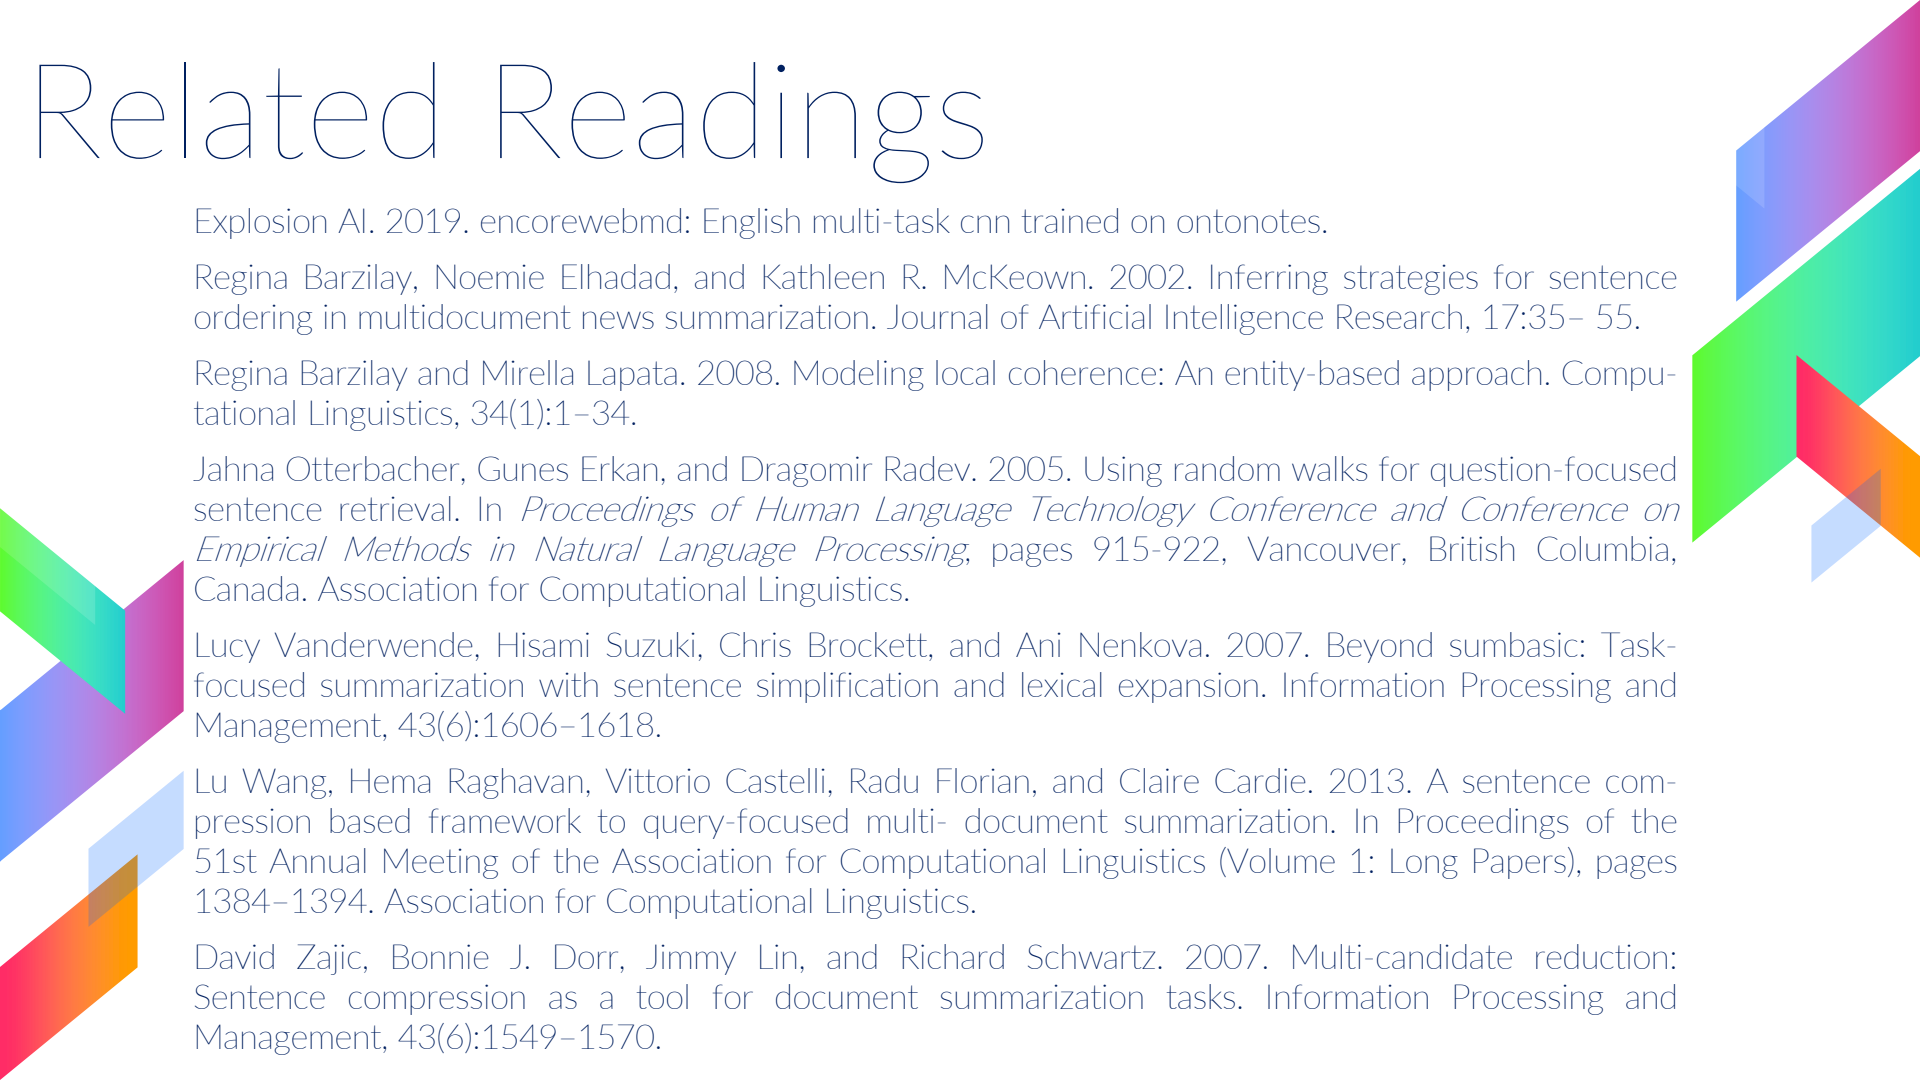 Related Readings
Explosion AI. 2019. encorewebmd: English multi-task cnn trained on ontonotes.
Regina Barzilay, Noemie Elhadad, and Kathleen R. McKeown. 2002. Inferring strategies for sentence
ordering in multidocument news summarization. Journal of Artificial Intelligence Research, 17:35– 55.
Regina Barzilay and Mirella Lapata. 2008. Modeling local coherence: An entity-based approach. Compu-
tational Linguistics, 34(1):1–34.
Jahna Otterbacher, Gunes Erkan, and Dragomir Radev. 2005. Using random walks for question-focused
sentence retrieval. In Proceedings of Human Language Technology Conference and Conference on
Empirical Methods in Natural Language Processing, pages 915-922, Vancouver, British Columbia,
Canada. Association for Computational Linguistics.
Lucy Vanderwende, Hisami Suzuki, Chris Brockett, and Ani Nenkova. 2007. Beyond sumbasic: Task-
focused summarization with sentence simplification and lexical expansion. Information Processing and
Management, 43(6):1606–1618.
Lu Wang, Hema Raghavan, Vittorio Castelli, Radu Florian, and Claire Cardie. 2013. A sentence com-
pression based framework to query-focused multi- document summarization. In Proceedings of the
51st Annual Meeting of the Association for Computational Linguistics (Volume 1: Long Papers), pages
1384–1394. Association for Computational Linguistics.
David Zajic, Bonnie J. Dorr, Jimmy Lin, and Richard Schwartz. 2007. Multi-candidate reduction:
Sentence compression as a tool for document summarization tasks. Information Processing and
Management, 43(6):1549–1570.